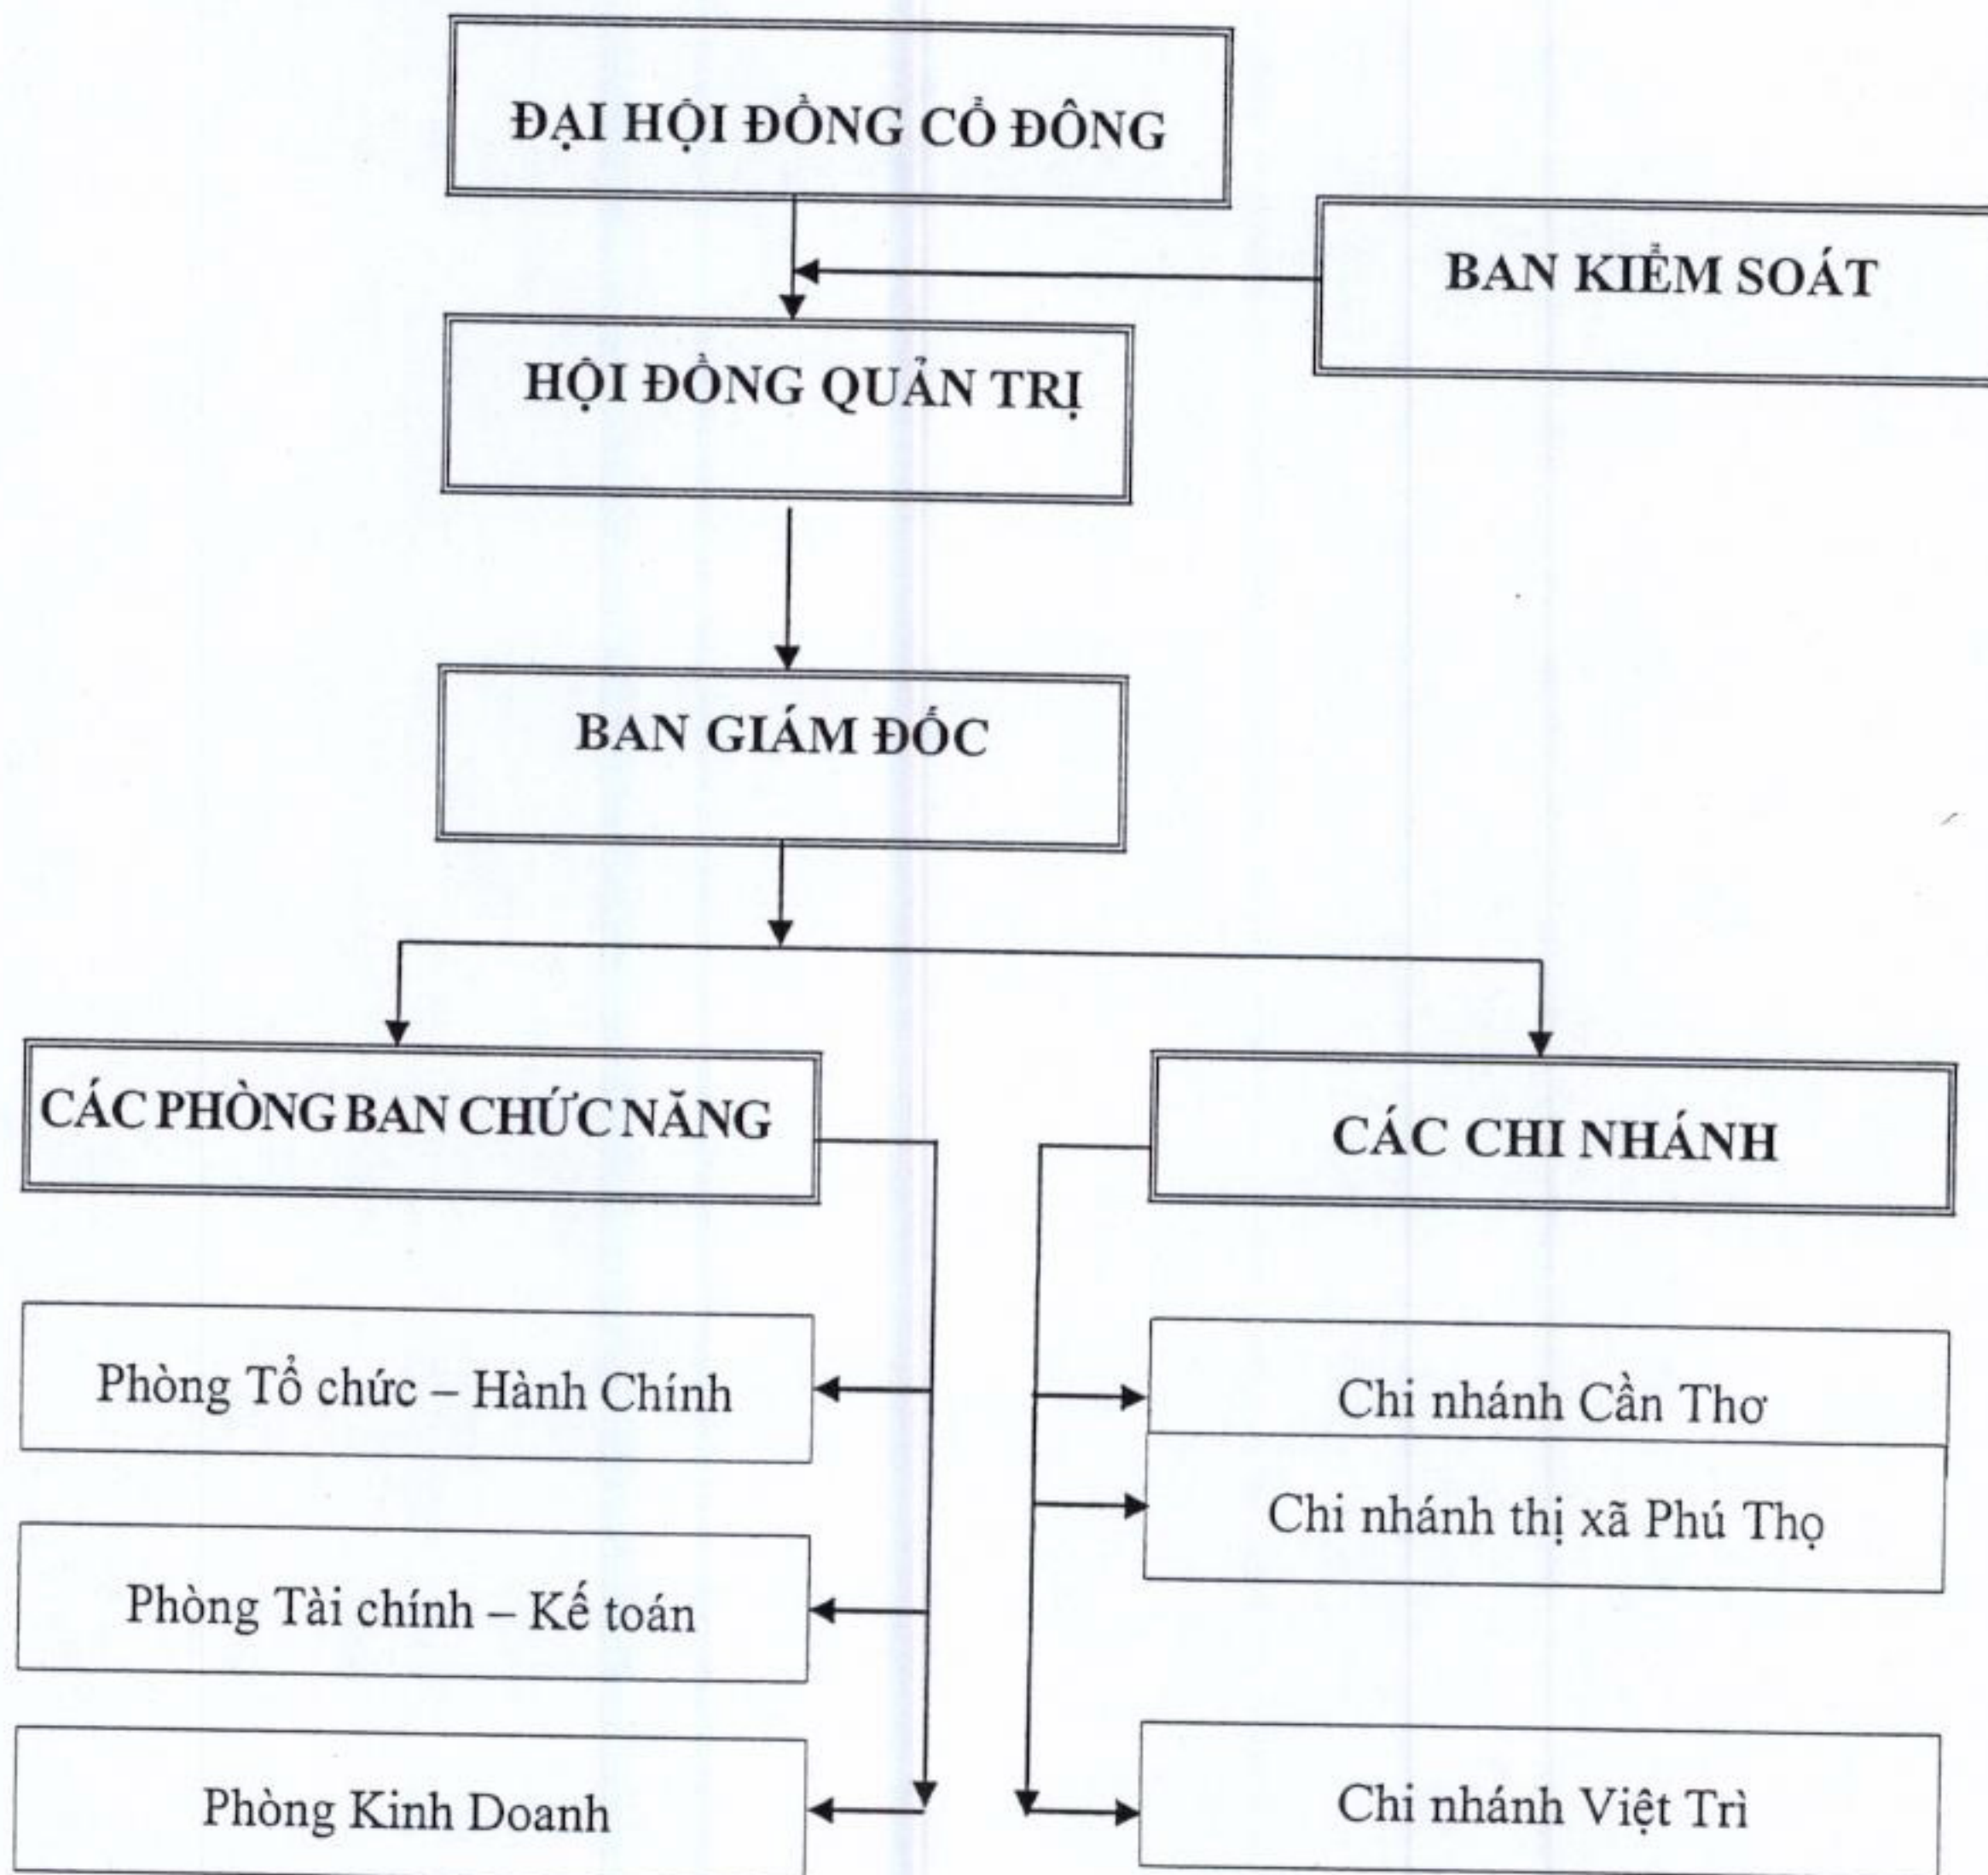 ĐẠI HỘI ĐỒNG CỔ ĐÔNG
BAN KIỂM SOÁT
HỘI ĐỒNG QUẢN TRỊ
BAN GIÁM ĐỐC
CÁC PHÒNG BAN CHỨC NĂNG
CÁC CHI NHÁNH
Phòng Tổ chức – Hành Chính
Chi nhánh Cần Thơ
Chi nhánh thị xã Phú Thọ
Phòng Tài chính – Kế toán
Phòng Kinh Doanh
Chi nhánh Việt Trì